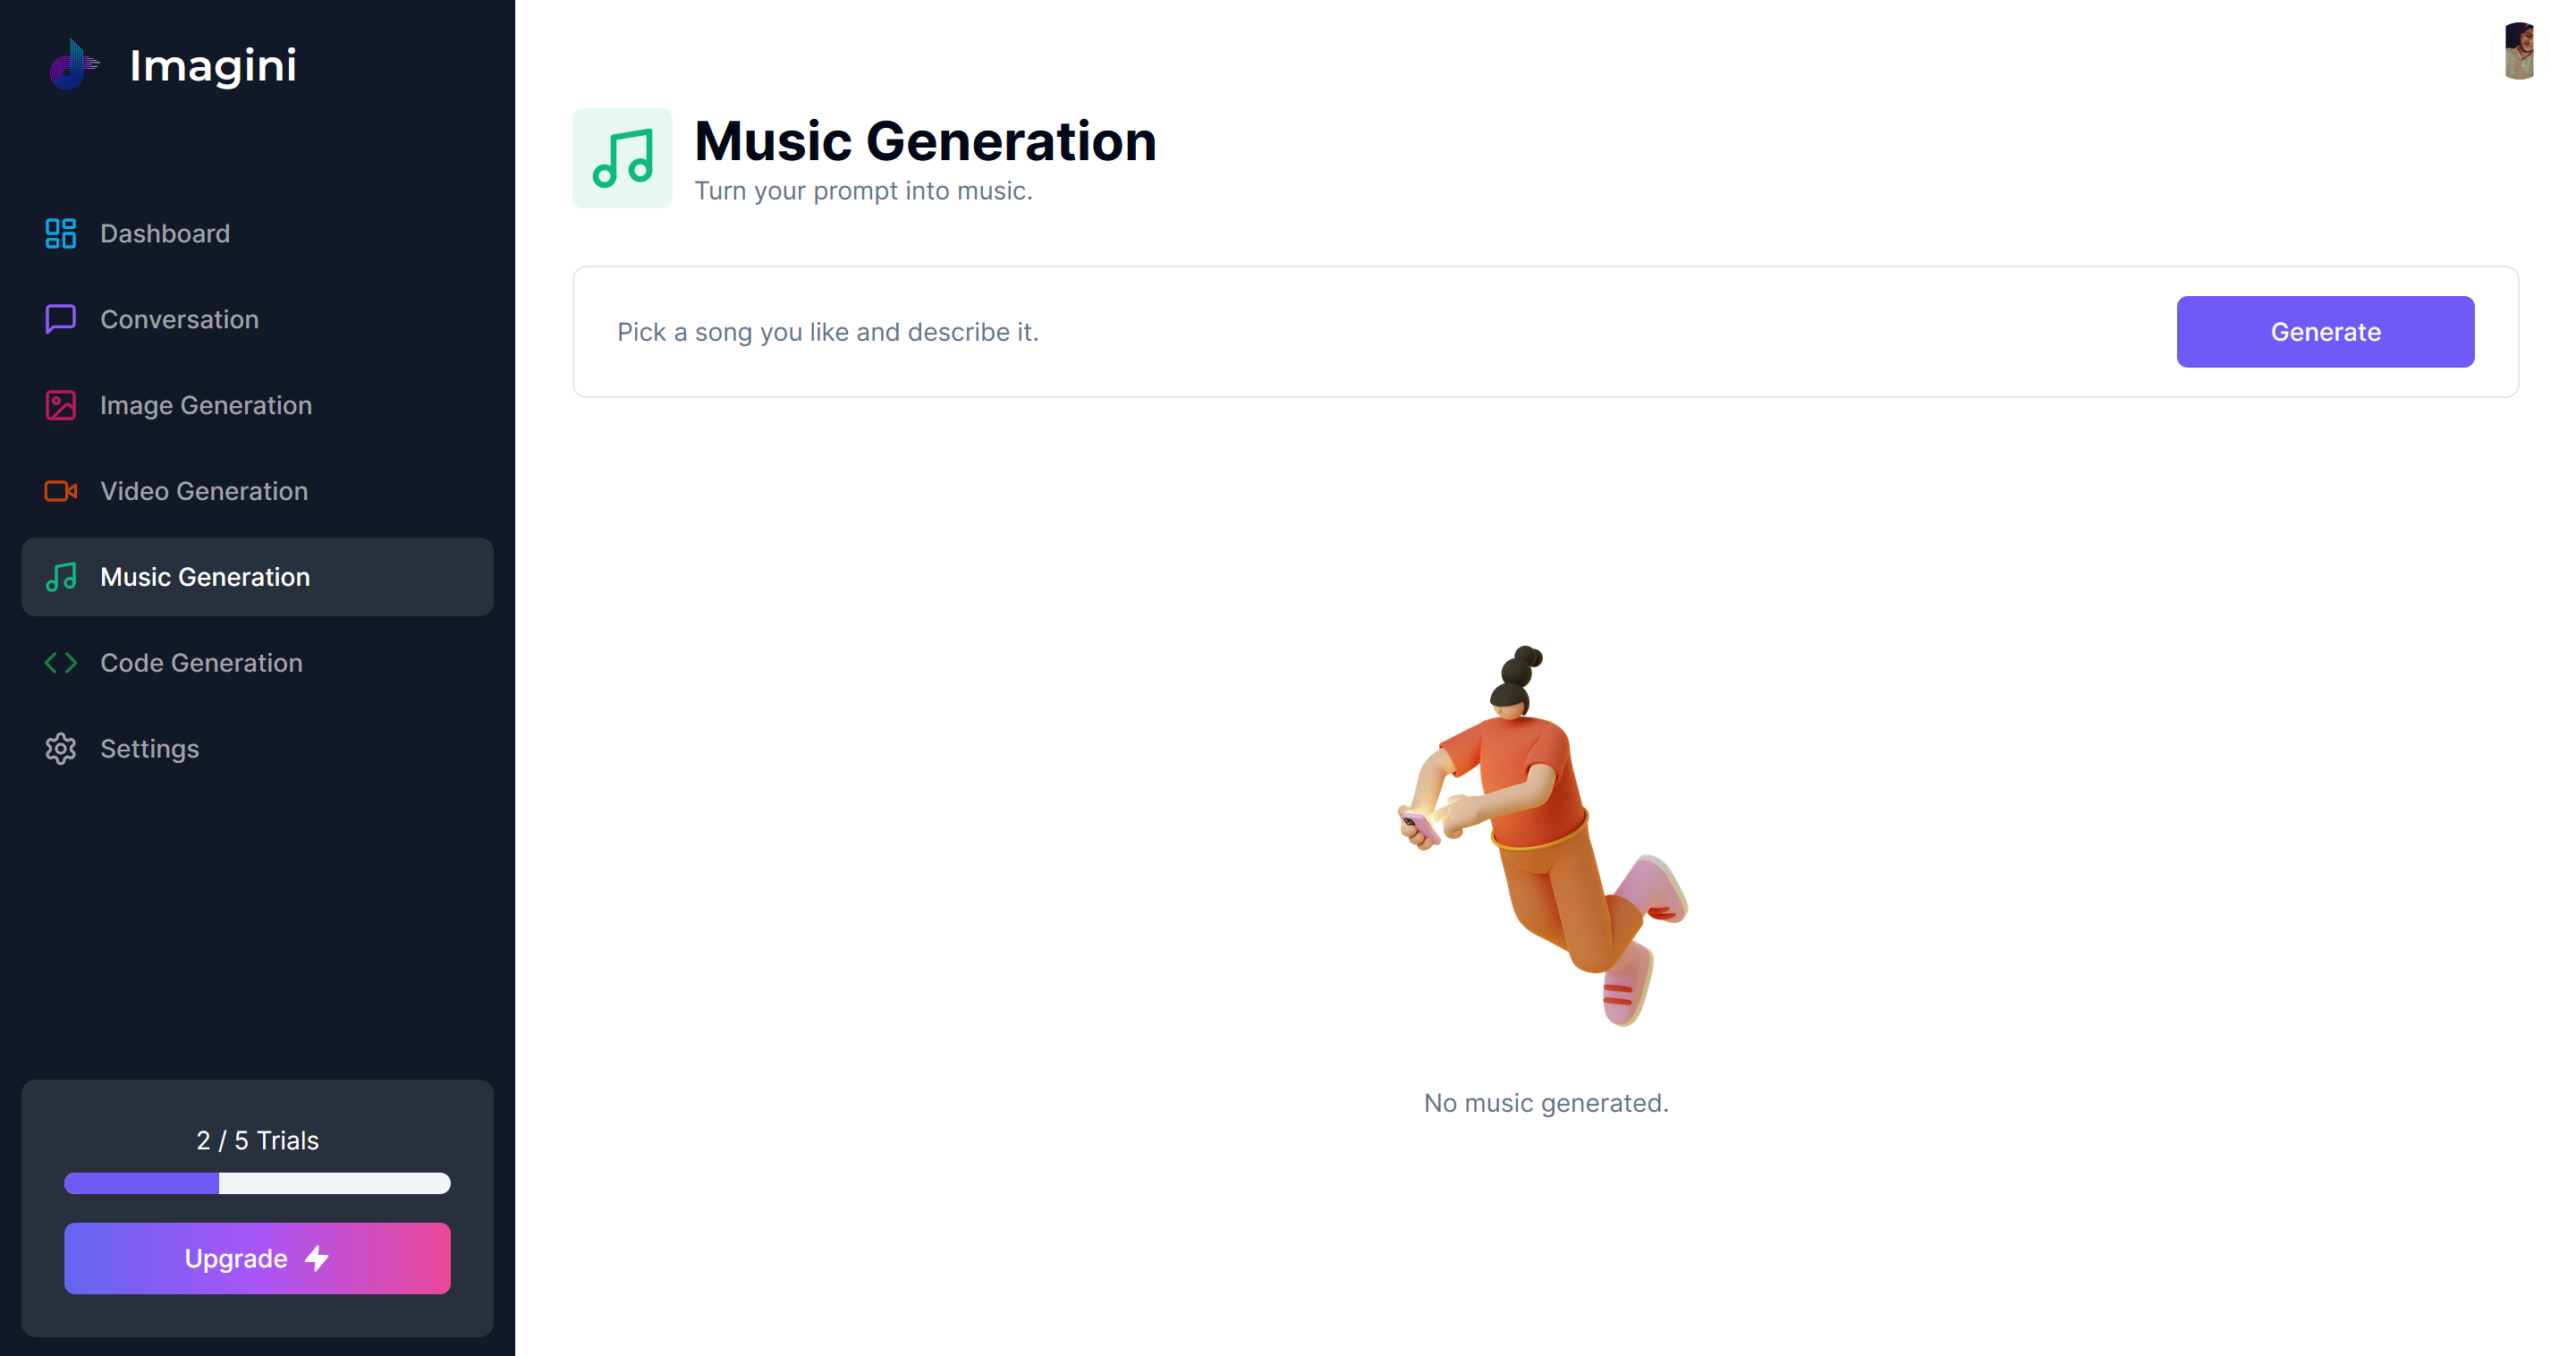 Imagini
Dashboard
Conversation
Image Generation
Video Generation
Music Generation
Code Generation
Settings
2 / 5 Trials
Upgrade
Music Generation
Turn your prompt into music.
Pick a song you like and describe it.
Generate
No music generated.